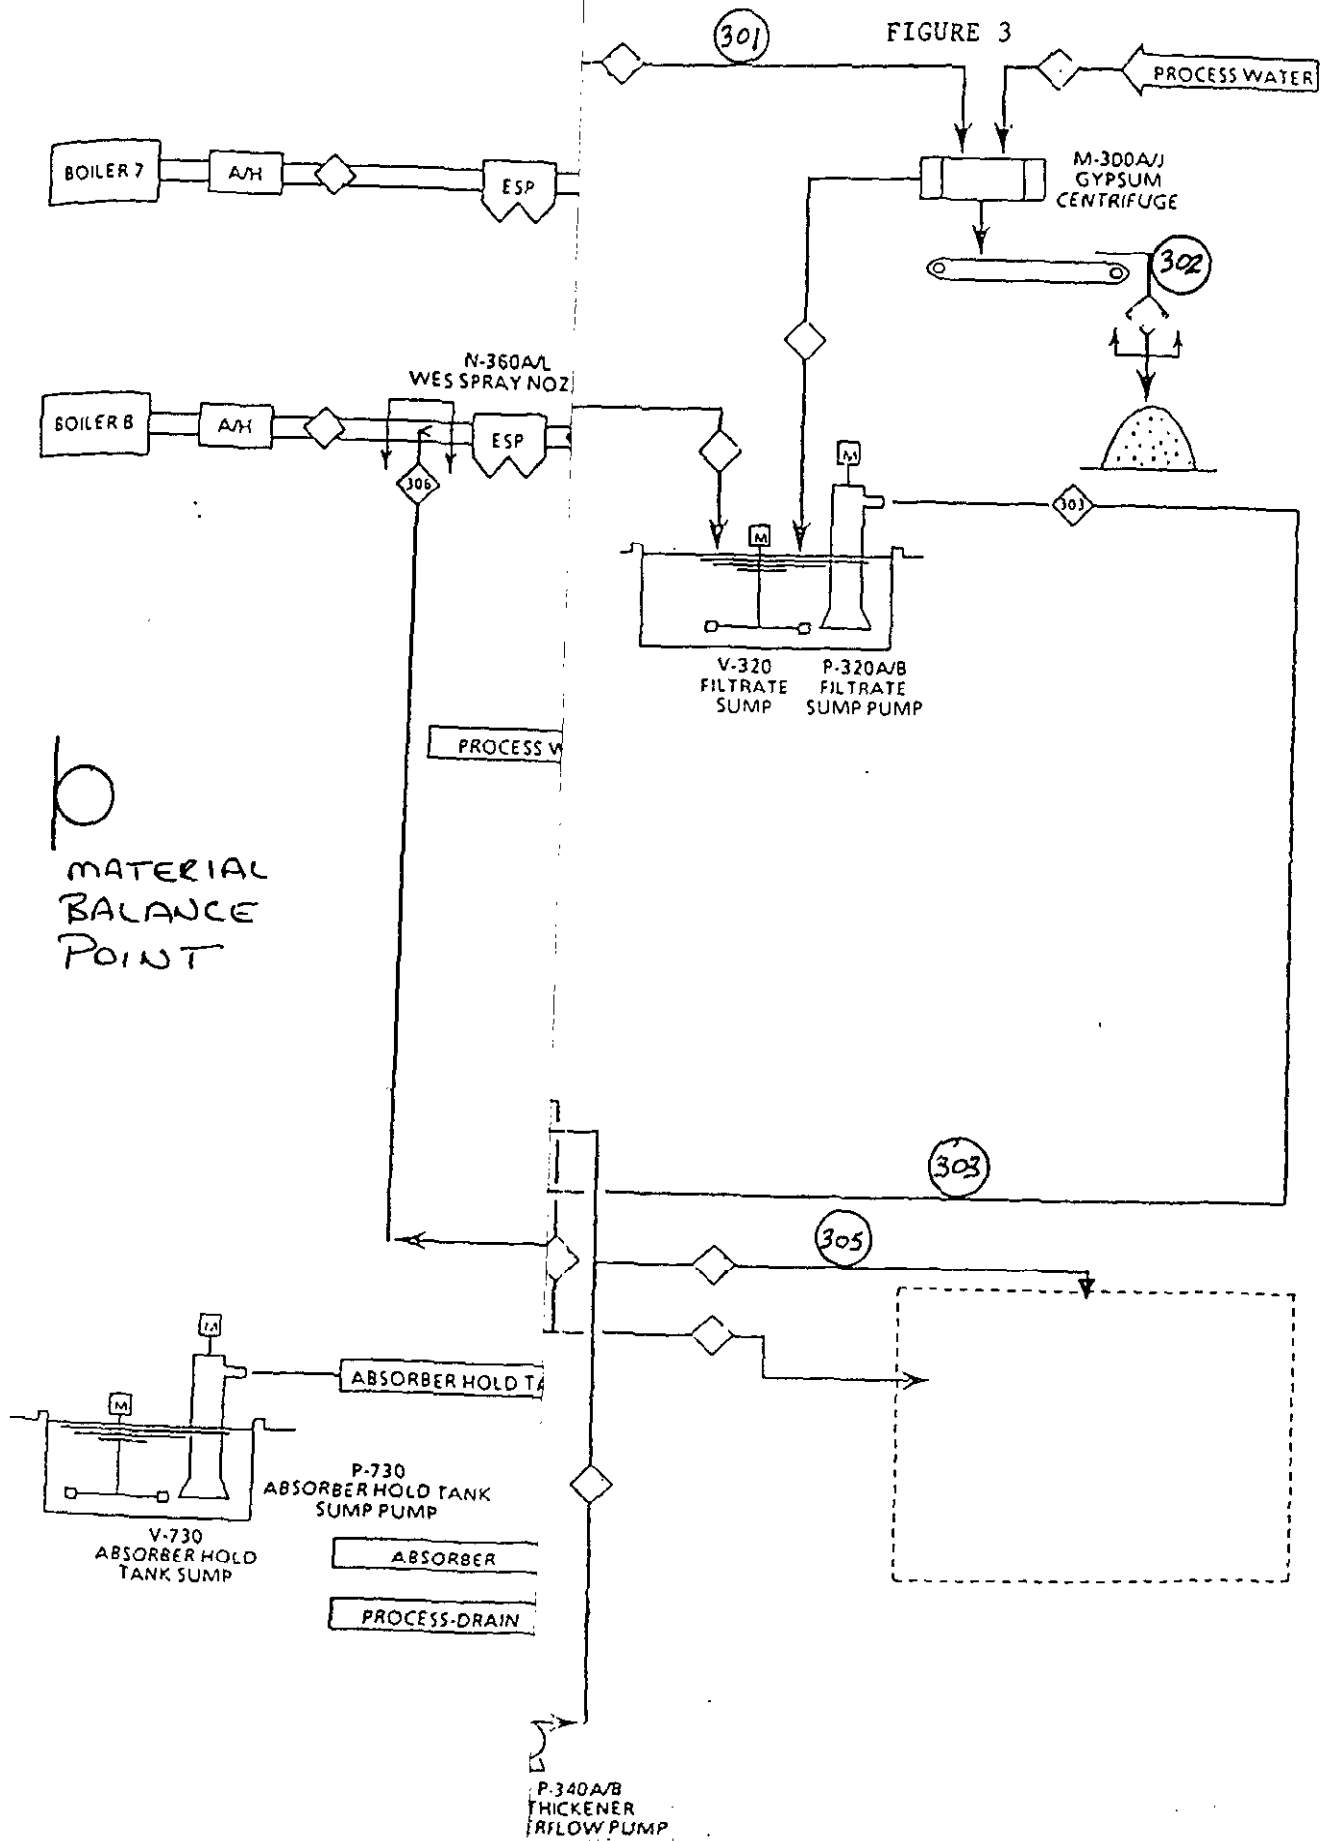 FIGURE 3
301
PROCESS WATER
BOILER 7
A/H
ESP
M-300A/J
GYPSUM
CENTRIFUGE
302
N-360A/L
WES SPRAY NOZ
BOILER 8
A/H
ESP
306
M
303
M
V-320
FILTRATE
SUMP
P-320A/B
FILTRATE
SUMP PUMP
PROCESS W
MATERIAL
BALANCE
POINT
303
305
ABSORBER HOLD TA
M
P-730
ABSORBER HOLD TANK
SUMP PUMP
V-730
ABSORBER HOLD
TANK SUMP
ABSORBER
PROCESS-DRAIN
P-340A/B
THICKENER
RFLOW PUMP